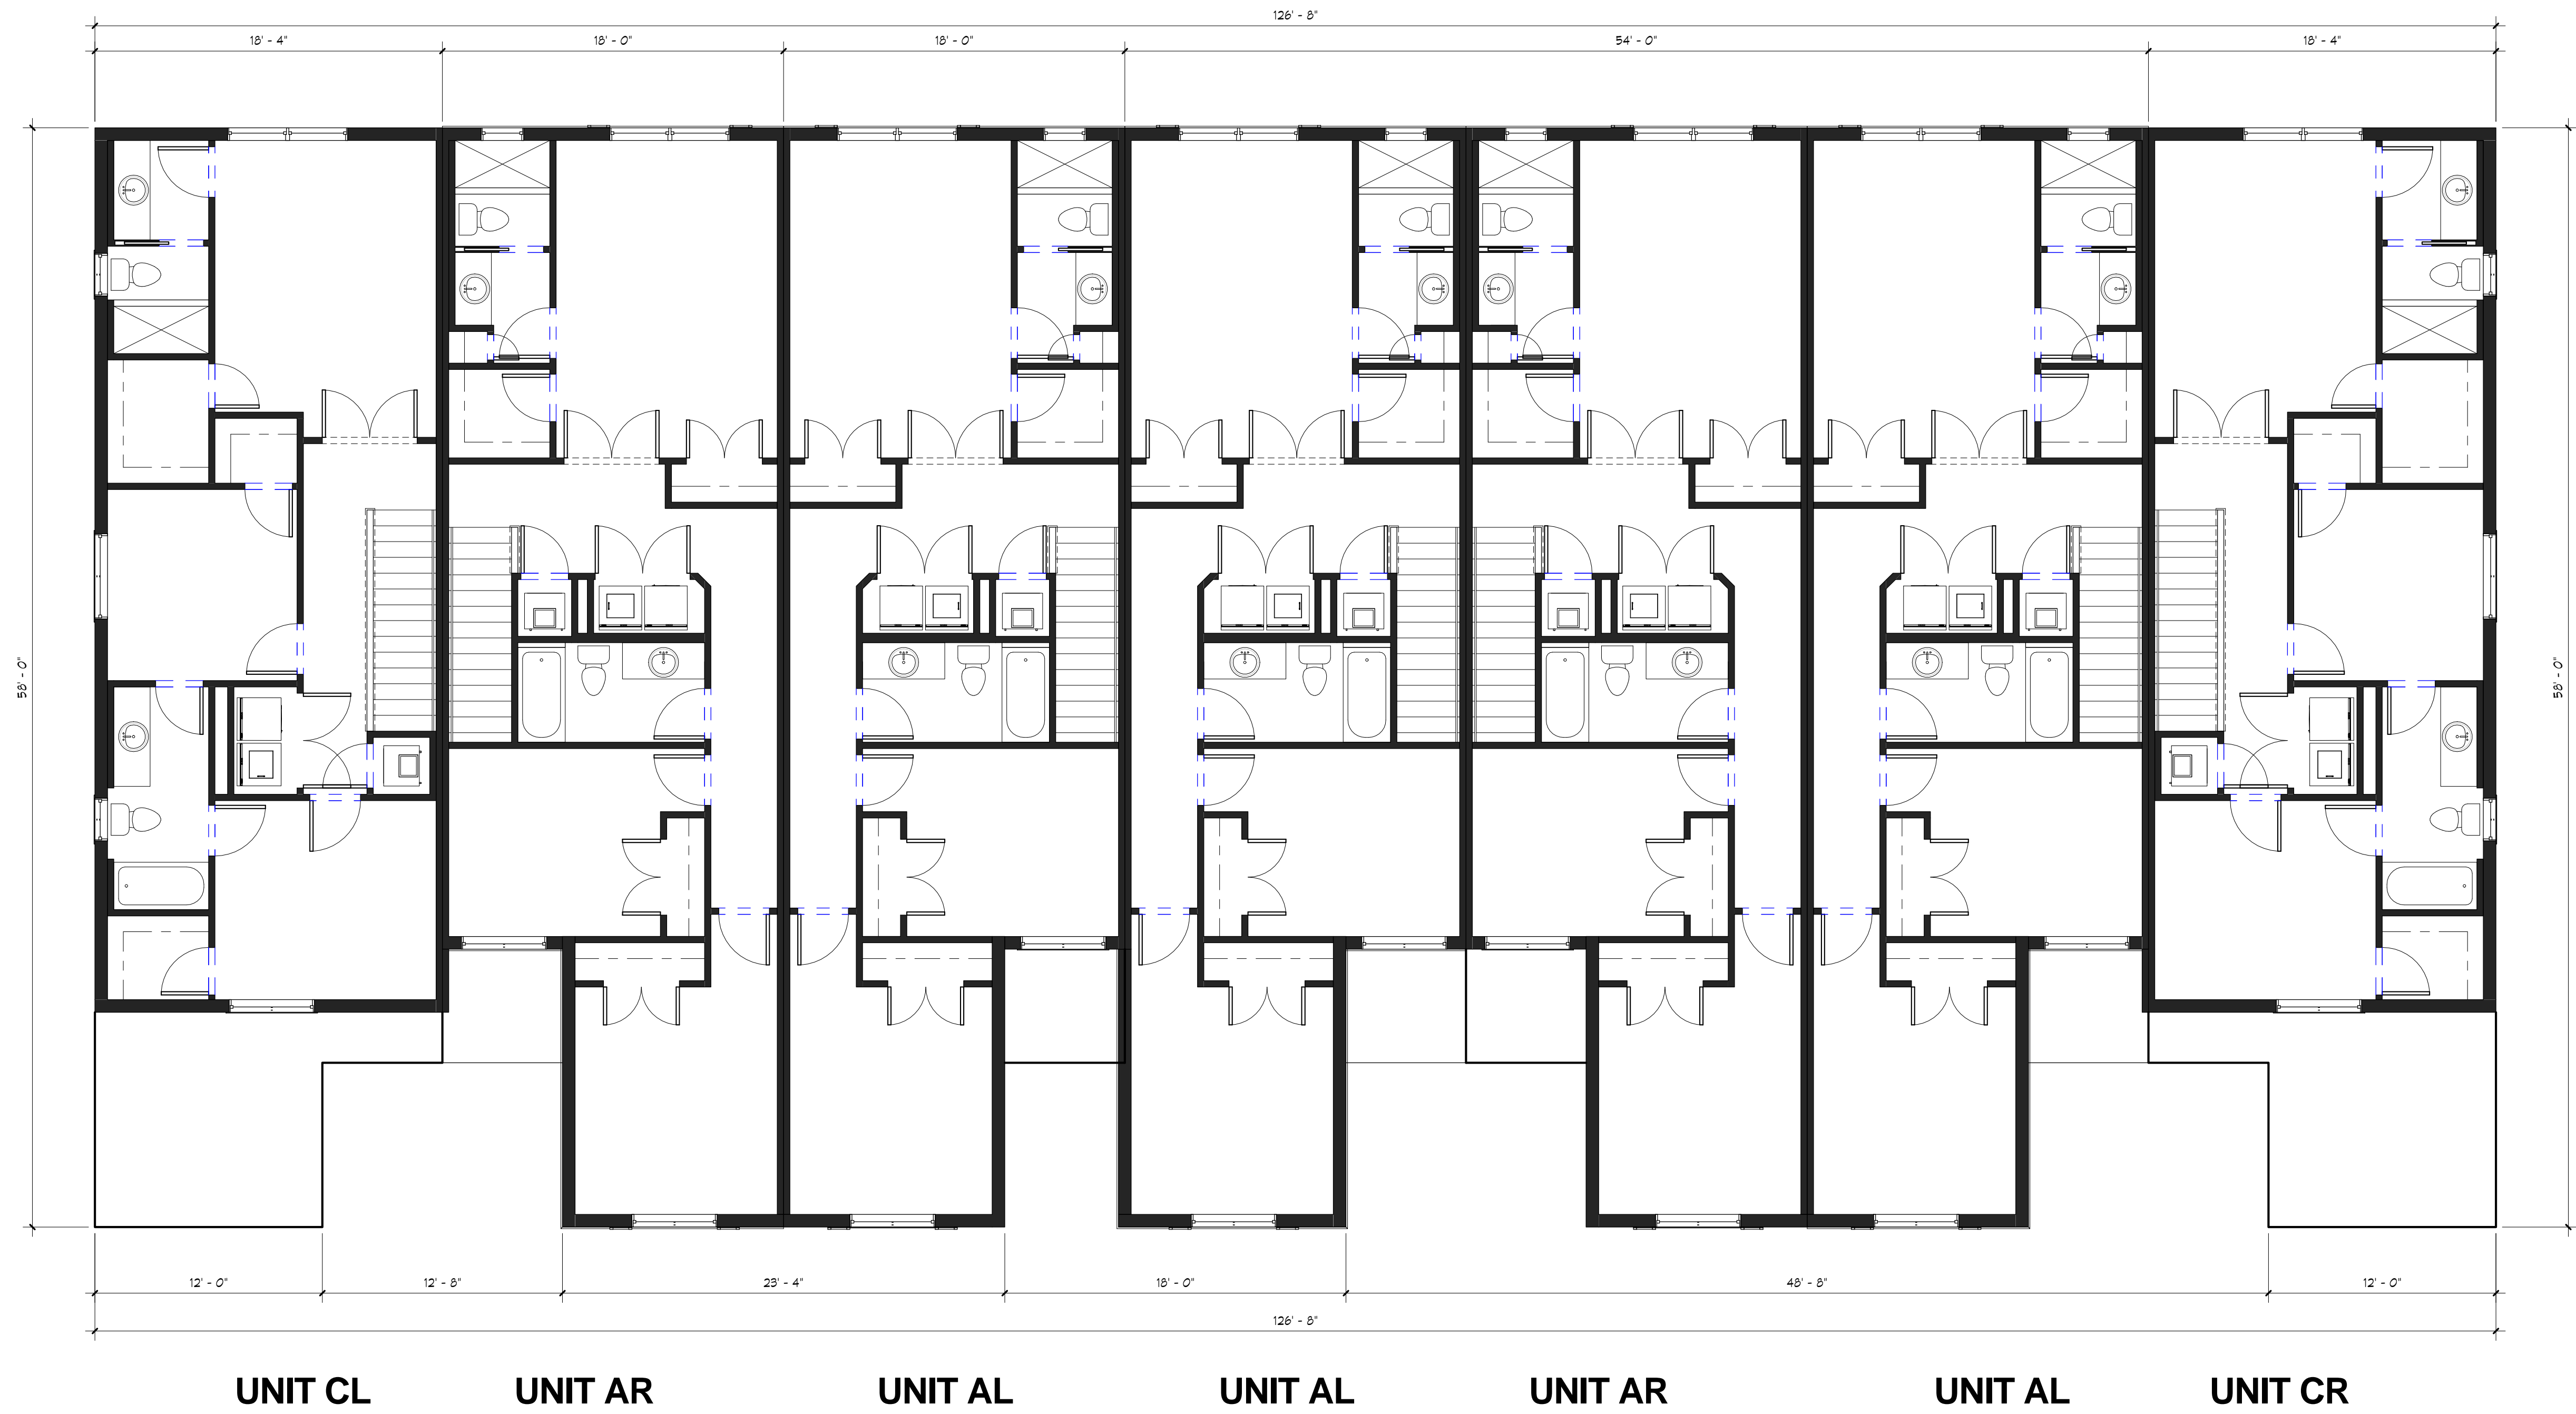 126' - 8"
18' - 4"
18' - 0"
18' - 0"
54' - 0"
18' - 4"
58' - 0"
58' - 0"
12' - 0"
12' - 8"
23' - 4"
18' - 0"
48' - 8"
12' - 0"
126' - 8"
UNIT CL
UNIT AR
UNIT AL
UNIT AL
UNIT AR
UNIT AL
UNIT CR